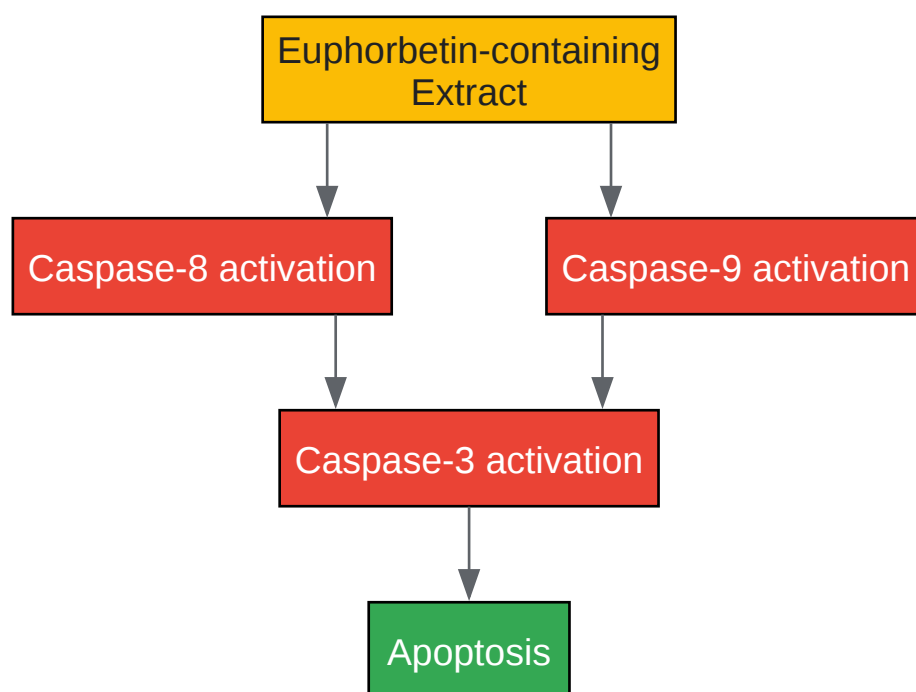 Euphorbetin-containing
Extract
Caspase-8 activation
Caspase-9 activation
Caspase-3 activation
Apoptosis